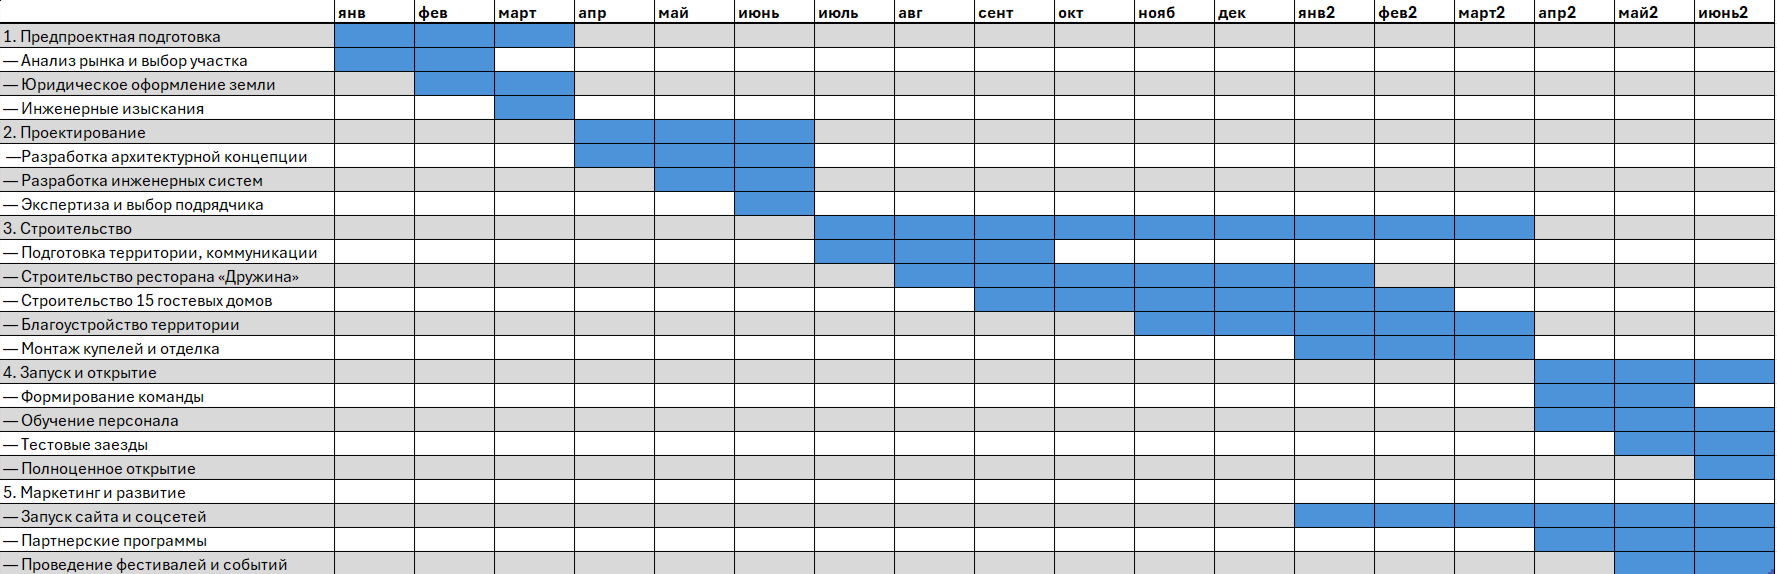 янв фев март апр май июнь июль авг сент окт нояб дек янв2 фев2 март2 апр2 май2 июнь2
1. Предпроектная подготовка
— Анализ рынка и выбор участка
— Юридическое оформление земли
— Инженерные изыскания
2. Проектирование
—Разработка архитектурной концепции
— Разработка инженерных систем
— Экспертиза и выбор подрядчика
3. Строительство
— Подготовка территории, коммуникации
— Строительство ресторана «Дружина»
— Строительство 15 гостевых домов
— Благоустройство территории
— Монтаж купелей и отделка
4. Запуск и открытие
— Формирование команды
— Обучение персонала
— Тестовые заезды
— Полноценное открытие
5. Маркетинг и развитие
— Запуск сайта и соцсетей
— Партнерские программы
— Проведение фестивалей и событий